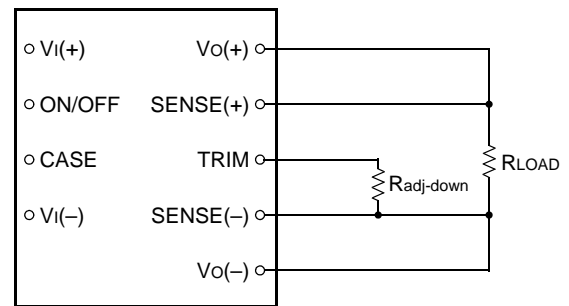 VI(+)
VO(+)
ON/OFF
SENSE(+)
CASE
TRIM
Radj-down
RLOAD
VI(–)
SENSE(–)
VO(–)